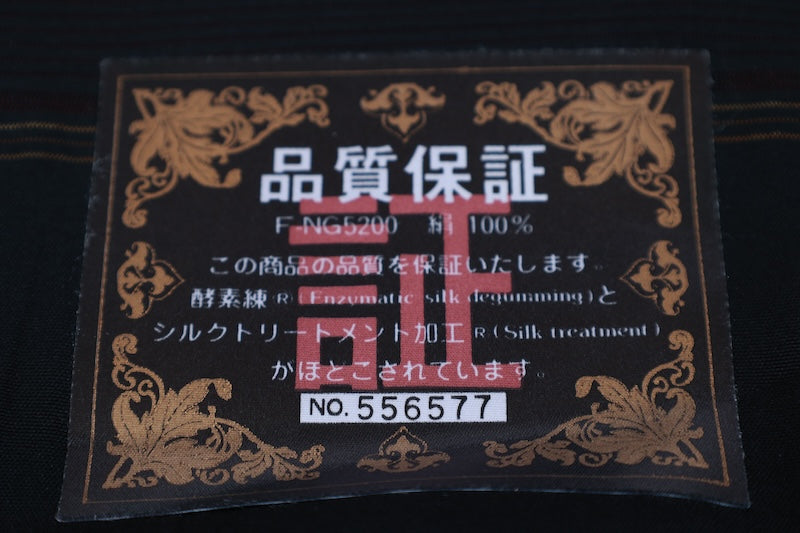 品質保証
F-NG5200 絹 100%
証
この商品の品質を保証いたします。
酵素練(R)(Enzymatic silk degumming)と
シルクトリートメント加工(R)(Silk treatment)
がほどこされています。
NO. 556577